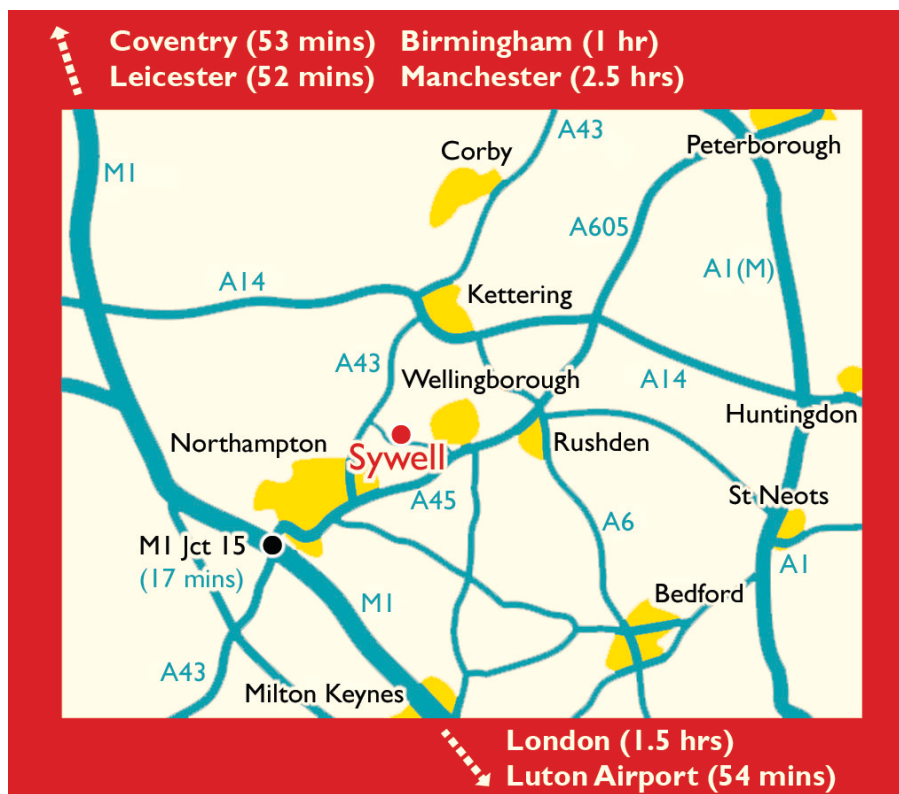 Coventry (53 mins) Birmingham (1 hr)
Leicester (52 mins) Manchester (2.5 hrs)
A43
Corby
Peterborough
M1
A605
A1(M)
A14
Kettering
A43
Wellingborough
A14
Huntingdon
Northampton
Rushden
Sywell
A45
St Neots
A6
M1 Jct 15
(17 mins)
A1
M1
Bedford
A43
Milton Keynes
London (1.5 hrs)
Luton Airport (54 mins)